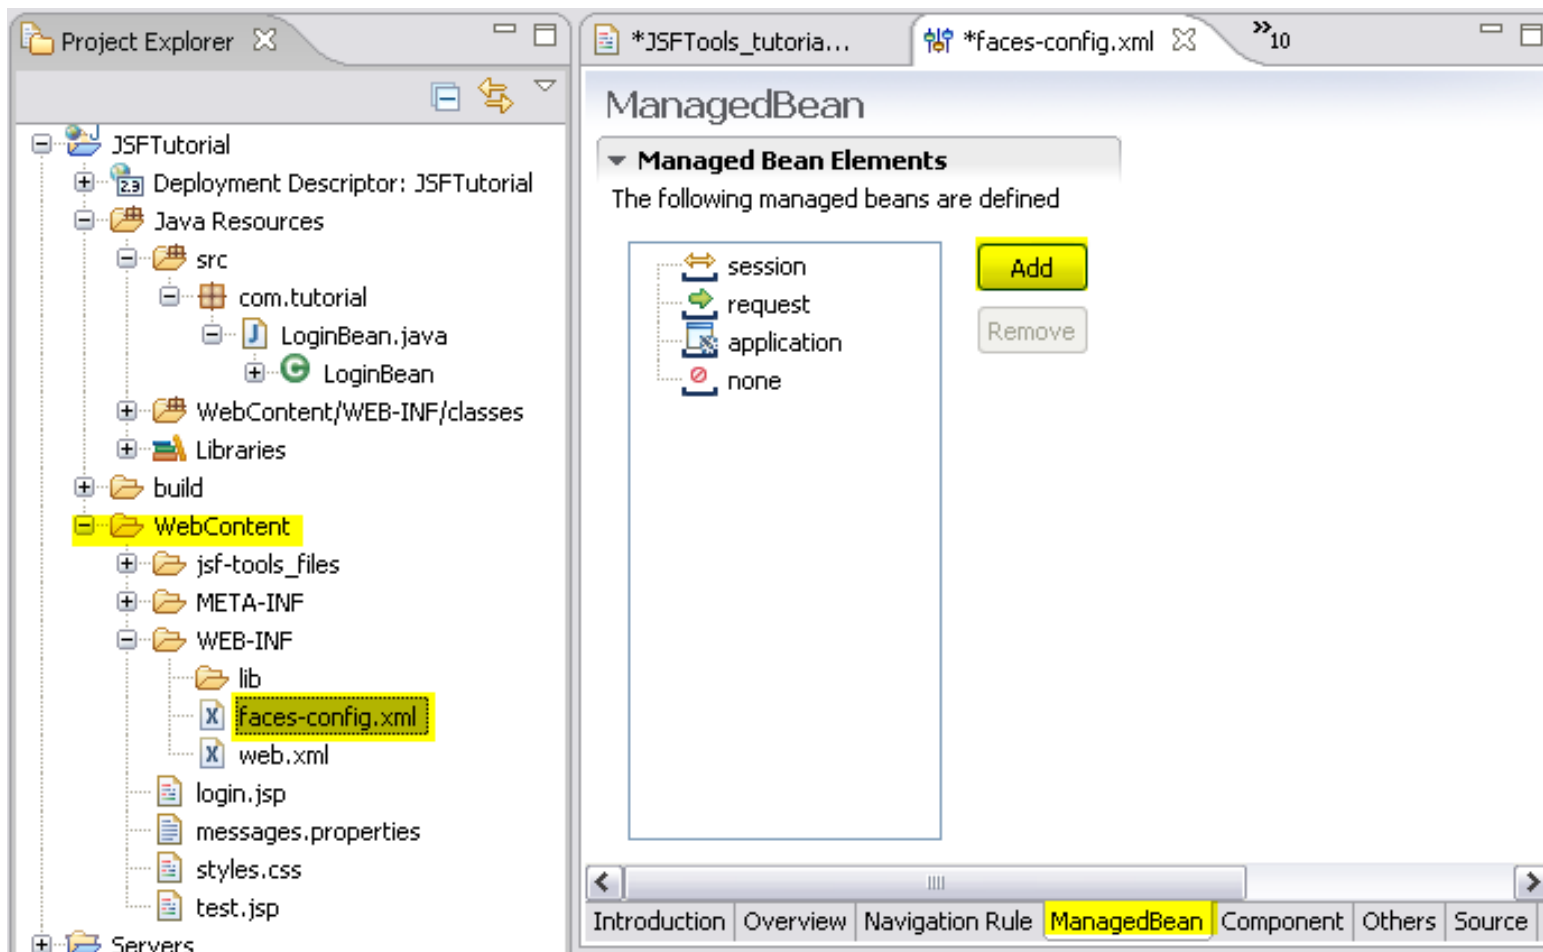 Project Explorer
JSFTutorial
2.3 Deployment Descriptor: JSFTutorial
Java Resources
src
com.tutorial
J LoginBean.java
C LoginBean
WebContent/WEB-INF/classes
Libraries
build
WebContent
jsf-tools_files
META-INF
WEB-INF
lib
X faces-config.xml
X web.xml
login.jsp
messages.properties
styles.css
test.jsp
Servers
*JSFTools_tutoria...
*faces-config.xml
»10
ManagedBean
Managed Bean Elements
The following managed beans are defined
session
request
application
none
Add
Remove
Introduction Overview Navigation Rule ManagedBean Component Others Source